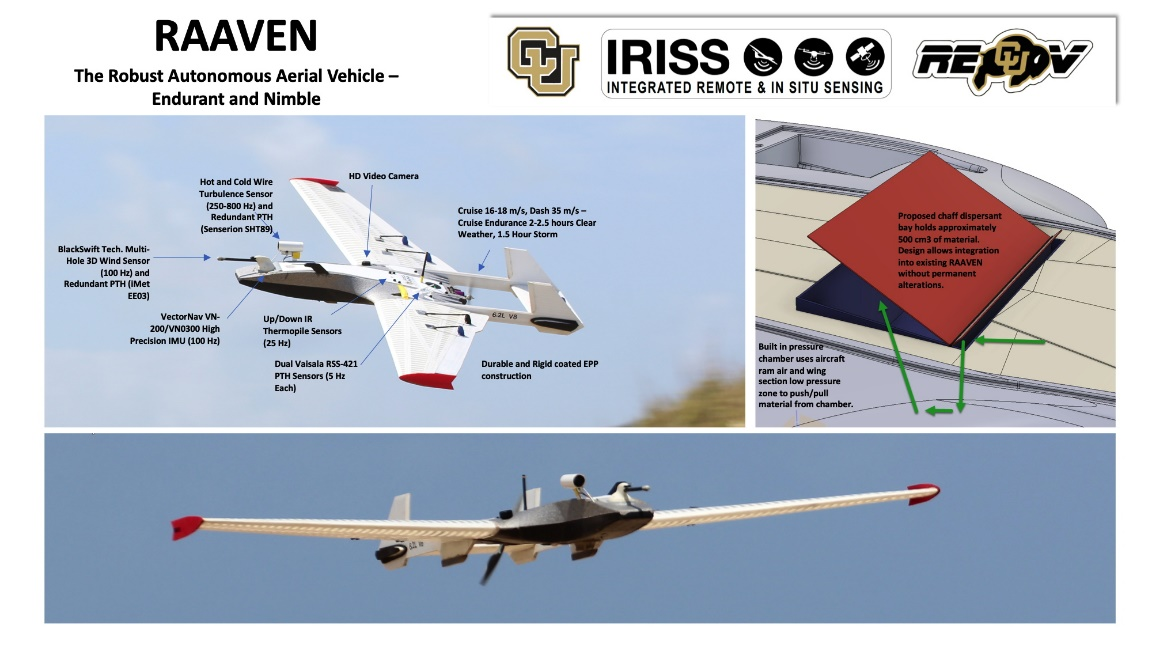 RAAVEN
The Robust Autonomous Aerial Vehicle –
Endurant and Nimble
CU
IRISS
INTEGRATED REMOTE & IN SITU SENSING
RE CU V
Hot and Cold Wire
Turbulence Sensor
(250-800 Hz) and
Redundant PTH
(Senserion SHT89)
HD Video Camera
Cruise 16-18 m/s, Dash 35 m/s –
Cruise Endurance 2-2.5 hours Clear
Weather, 1.5 Hour Storm
BlackSwift Tech. Multi-
Hole 3D Wind Sensor
(100 Hz) and
Redundant PTH (iMet
EE03)
VectorNav VN-
200/VN0300 High
Precision IMU (100 Hz)
Up/Down IR
Thermopile Sensors
(25 Hz)
Dual Vaisala RSS-421
PTH Sensors (5 Hz
Each)
Durable and Rigid coated EPP
construction
6.2L V8
Proposed chaff dispersant
bay holds approximately
500 cm3 of material.
Design allows integration
into existing RAAVEN
without permanent
alterations.
Built in pressure
chamber uses aircraft
ram air and wing
section low pressure
zone to push/pull
material from chamber.